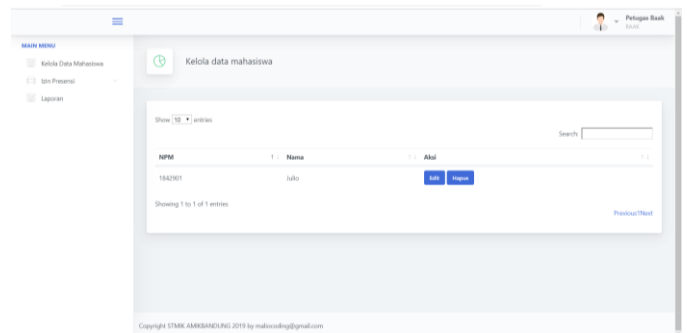 Petugas Baak
BAAK
MAIN MENU
Kelola Data Mahasiswa
Izin Presensi
Laporan
Kelola data mahasiswa
Show 10 entries
Search:
NPM Nama Aksi
1842901 Julio Edit Hapus
Showing 1 to 1 of 1 entries
Previous1Next
Copyright STMIK AMIKBANDUNG 2019 by maliocoding@gmail.com